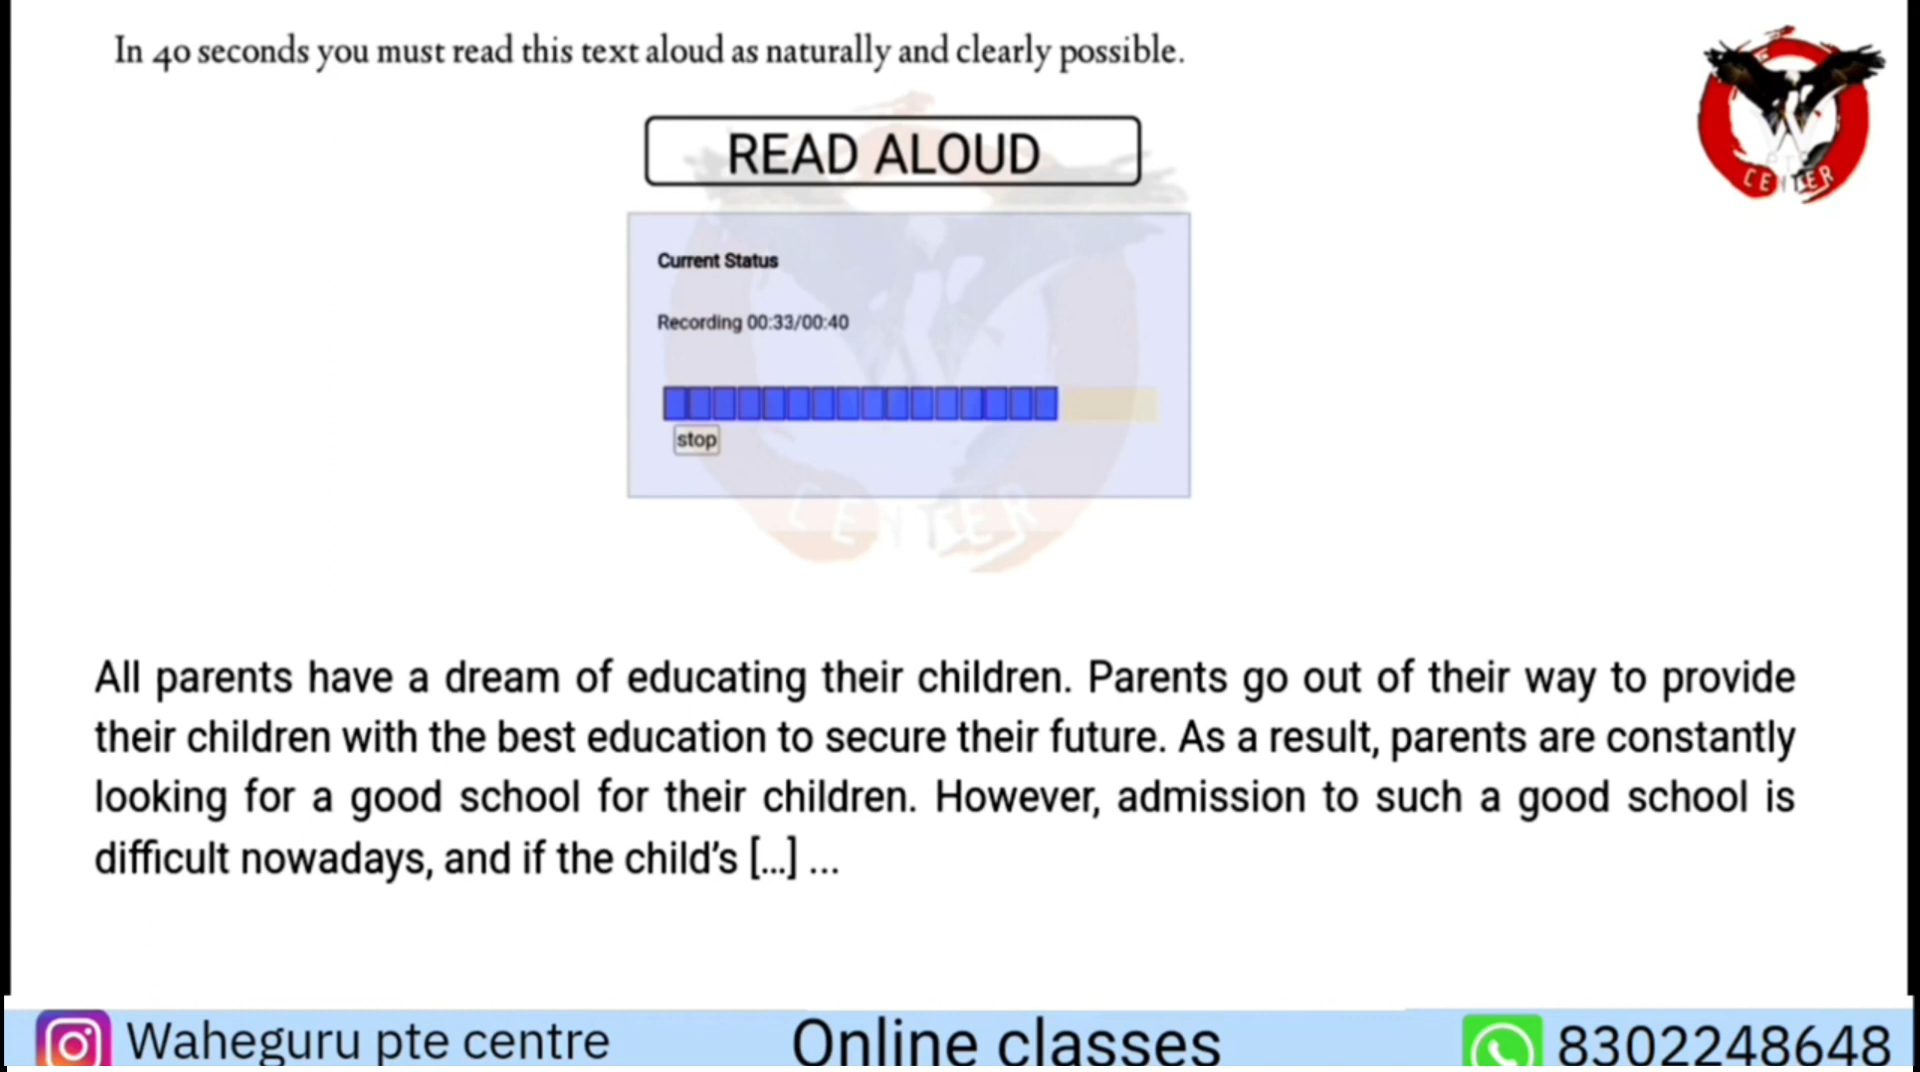 In 40 seconds you must read this text aloud as naturally and clearly possible.
READ ALOUD
CENTER
Current Status
Recording 00:33/00:40
stop
CENTER
All parents have a dream of educating their children. Parents go out of their way to provide
their children with the best education to secure their future. As a result, parents are constantly
looking for a good school for their children. However, admission to such a good school is
difficult nowadays, and if the child’s [...] ...
Waheguru pte centre
Online classes
8302248648